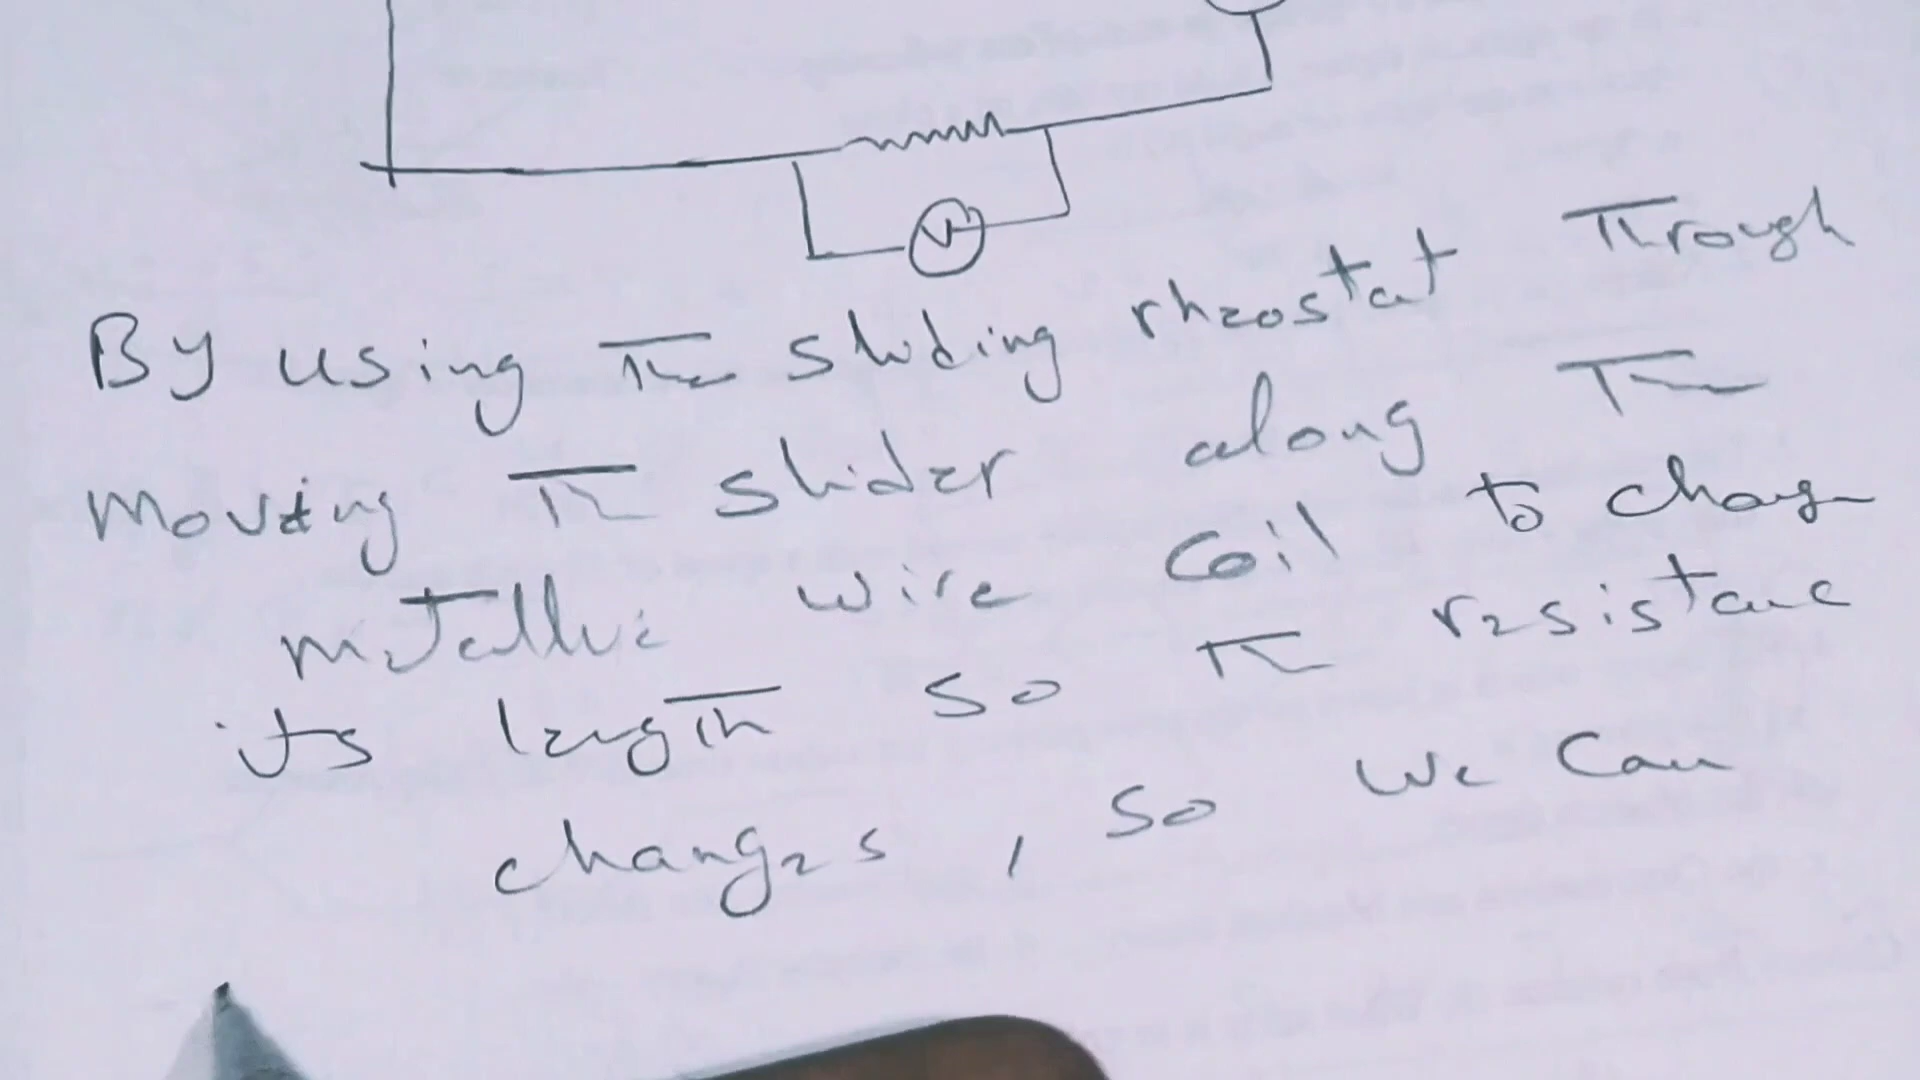 V
By using The sliding rheostat Through
moving The slider along The
metallic wire coil to change
its length so The resistance
changes, so we can